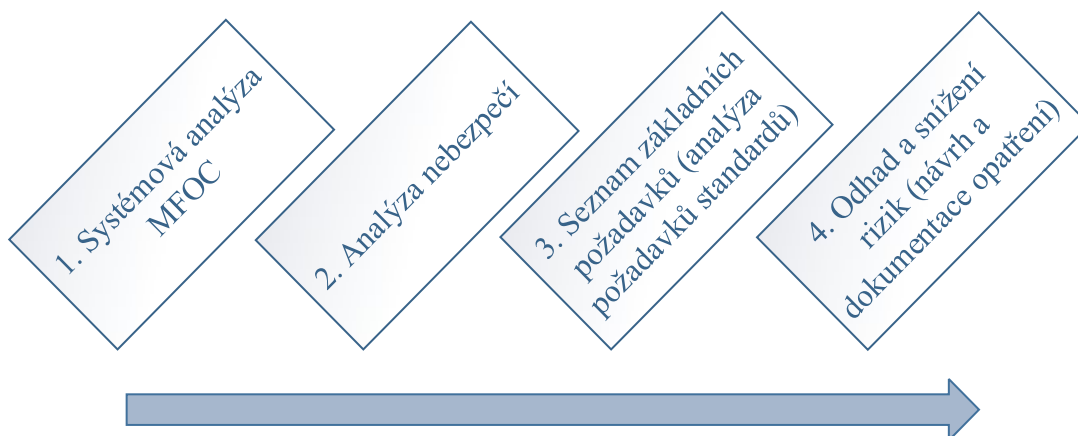 1. Systémová analýza
MFOC
2. Analýza nebezpečí
3. Seznam základních
požadavků (analýza
požadavků standardů)
4. Odhad a snížení
rizik (návrh a
dokumentace opatření)